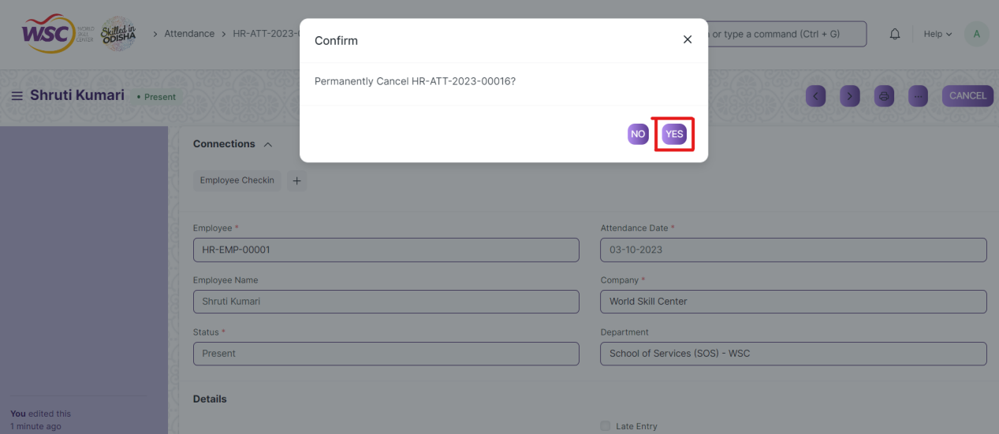 WSC WORLD SKILL CENTER Skilled in ODISHA > Attendance > HR-ATT-2023-
or type a command (Ctrl + G)
Help
A
Confirm
Permanently Cancel HR-ATT-2023-00016?
NO YES
Shruti Kumari • Present
CANCEL
Connections
Employee Checkin +
Employee *
HR-EMP-00001
Attendance Date *
03-10-2023
Employee Name
Shruti Kumari
Company *
World Skill Center
Status *
Present
Department
School of Services (SOS) - WSC
Details
Late Entry
You edited this
1 minute ago